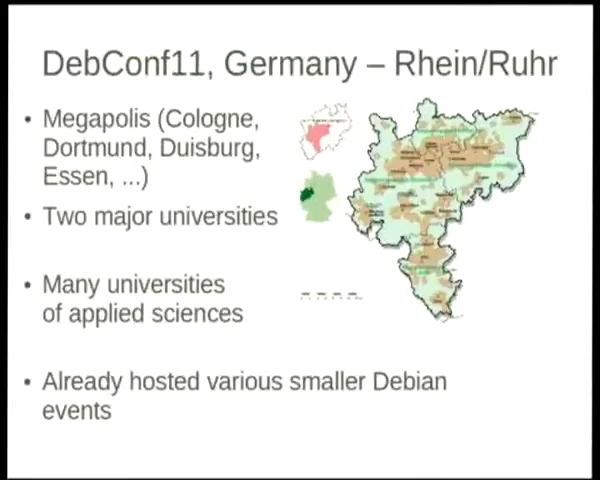 DebConf11, Germany – Rhein/Ruhr
• Megapolis (Cologne,
Dortmund, Duisburg,
Essen, ...)
• Two major universities
• Many universities
of applied sciences
• Already hosted various smaller Debian
events